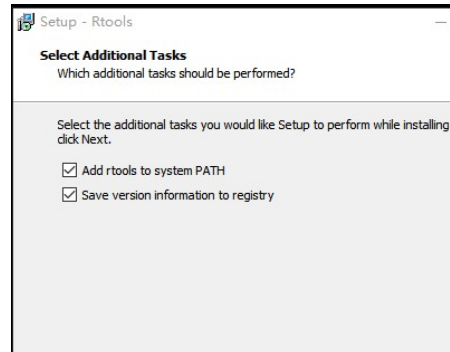 Setup - Rtools
Select Additional Tasks
Which additional tasks should be performed?
Select the additional tasks you would like Setup to perform while installing
click Next.
Add rtools to system PATH
Save version information to registry